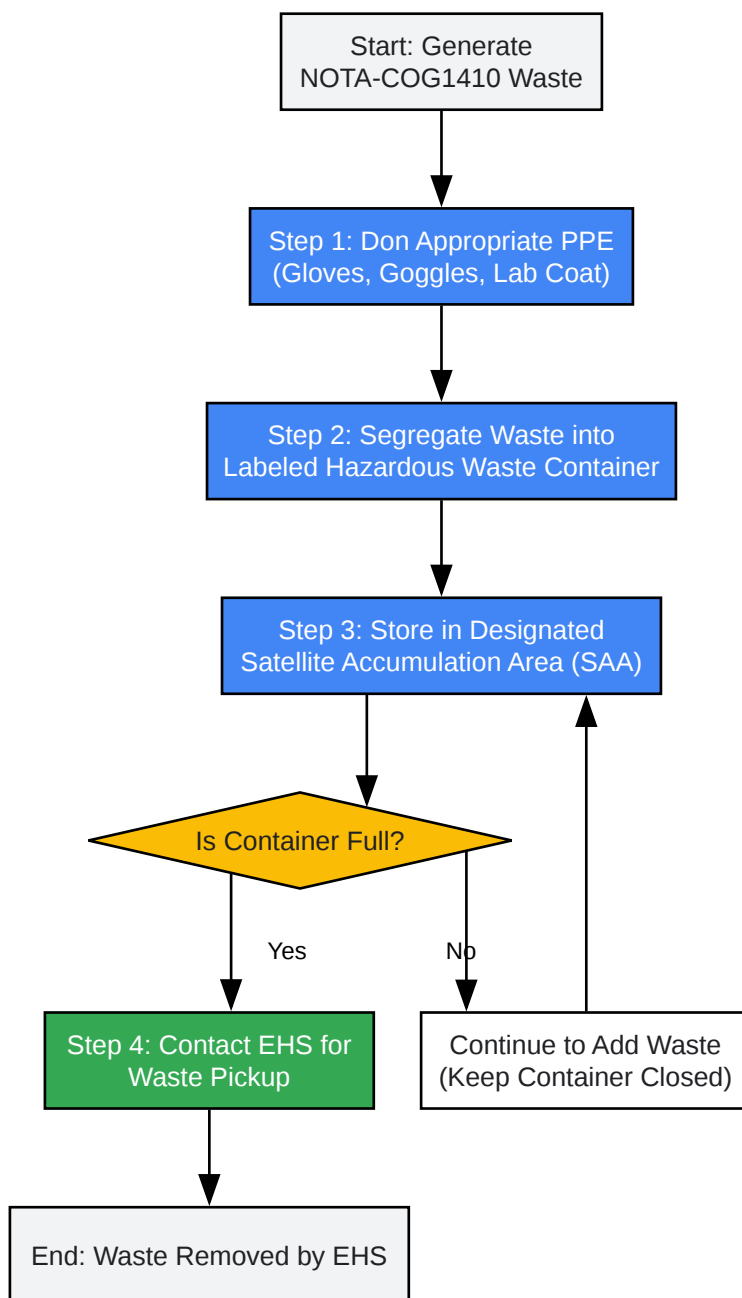 Start: Generate
NOTA-COG1410 Waste
Step 1: Don Appropriate PPE
(Gloves, Goggles, Lab Coat)
Step 2: Segregate Waste into
Labeled Hazardous Waste Container
Step 3: Store in Designated
Satellite Accumulation Area (SAA)
Is Container Full?
Yes
No
Step 4: Contact EHS for
Waste Pickup
Continue to Add Waste
(Keep Container Closed)
End: Waste Removed by EHS